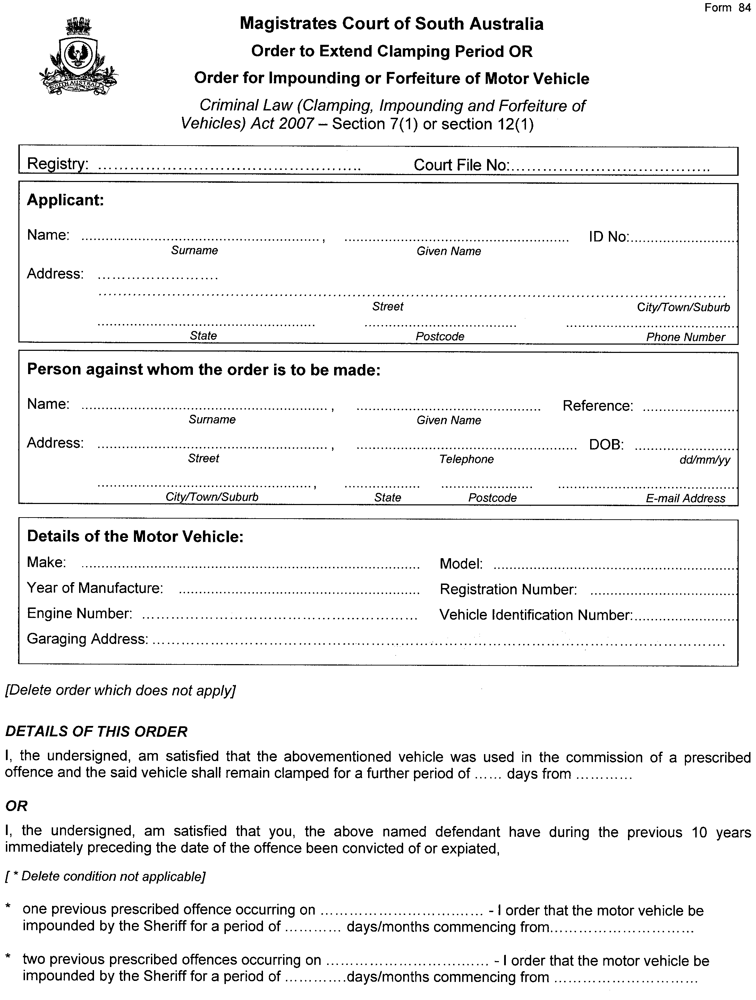 Form 84
Magistrates Court of South Australia
Order to Extend Clamping Period OR
Order for Impounding or Forfeiture of Motor Vehicle
Criminal Law (Clamping, Impounding and Forfeiture of
Vehicles) Act 2007 – Section 7(1) or section 12(1)
SOUTH AUSTRALIA
Registry: .................................................. Court File No:......................................
Applicant:
Name: ............................................................ , ......................................................... ID No:...........................
Surname Given Name
Address: .........................
................................................................................................................................
Street City/Town/Suburb
...................................................... ...................................... ...........................................
State Postcode Phone Number
Person against whom the order is to be made:
Name: .............................................................. , .............................................. Reference: ........................
Surname Given Name
Address: .......................................................... , ....................................................... DOB: ..........................
Street Telephone dd/mm/yy
...................................................... , ................... ....................... .............................................
City/Town/Suburb State Postcode E-mail Address
Details of the Motor Vehicle:
Make: ..................................................................................... Model: .............................................................
Year of Manufacture: ............................................................. Registration Number: .....................................
Engine Number: .......................................................... Vehicle Identification Number:..........................
Garaging Address: ..............................................................................................................
[Delete order which does not apply]
DETAILS OF THIS ORDER
I, the undersigned, am satisfied that the abovementioned vehicle was used in the commission of a prescribed
offence and the said vehicle shall remain clamped for a further period of ...... days from ............
OR
I, the undersigned, am satisfied that you, the above named defendant have during the previous 10 years
immediately preceding the date of the offence been convicted of or expiated,
[ * Delete condition not applicable]
* one previous prescribed offence occurring on .................................. - I order that the motor vehicle be
impounded by the Sheriff for a period of ............ days/months commencing from..............................
* two previous prescribed offences occurring on .................................. - I order that the motor vehicle be
impounded by the Sheriff for a period of .............days/months commencing from ..............................